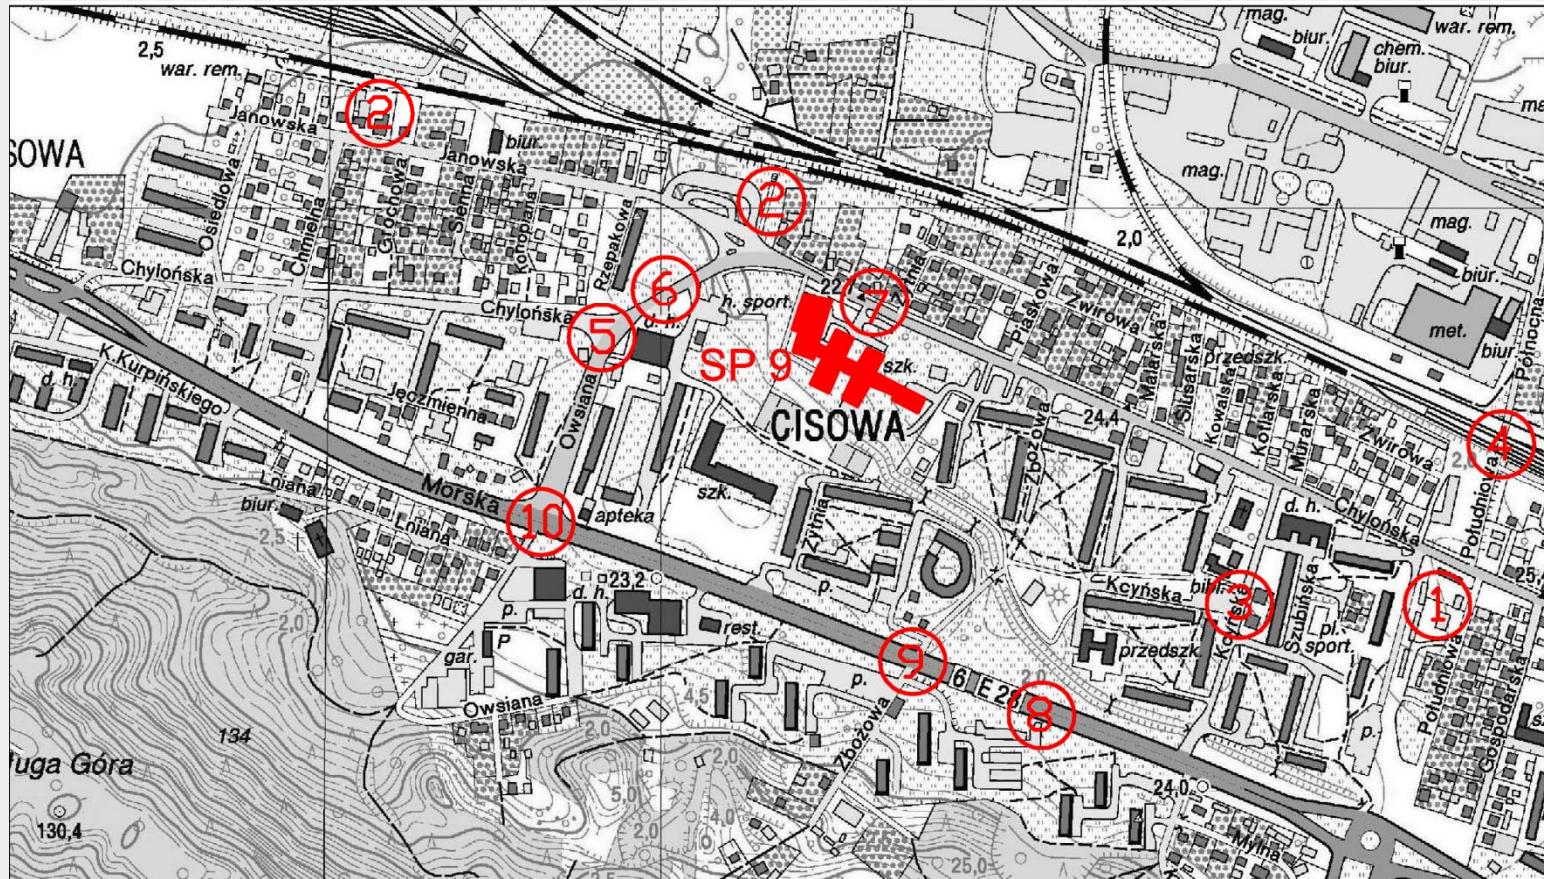 2,5
war. rem.
mag.
biur.
war. rem.
chem.
biur.
ma
SOWA
Janowska
2
biur.
Janowska
mag.
2
2,0
mag.
biur.
Osiedlowa
Chmielna
Grochowa
Sienna
Konopna
Rzepakowa
Chylońska
6
22
7
Piaskowa
Żwirowa
met.
biur.
Północna
h. sport.
Chylońska
5
d. h.
SP 9
szk.
Malarska
Ślusarska
przedszk.
Kowalska
Kotlarska
Murarska
Żwirowa
K. Kurpińskiego
d. h.
Jęczmienna
Owsiana
CISOWA
Zbożowa
24,4
4
2,0
Lniana
Morska
szk.
biur.
Lniana
10
apteka
Żytnia
d. h.
Chylońska
Południowa
2,5
23,2
d. h.
p.
p.
Kcyńska
bibl.
3
Kcyńska
Szubińska
pl.
sport.
1
25,
2,0
P
gar.
rest.
9
p.
6
E 28
2,0
8
przedszk.
Południowa
Gospodarska
p.
Owsiana
4,5
2,0
2,0
Zbożowa
134
ługa Góra
130,4
5,0
2,0
4,0
25,0
24,0
Mylna